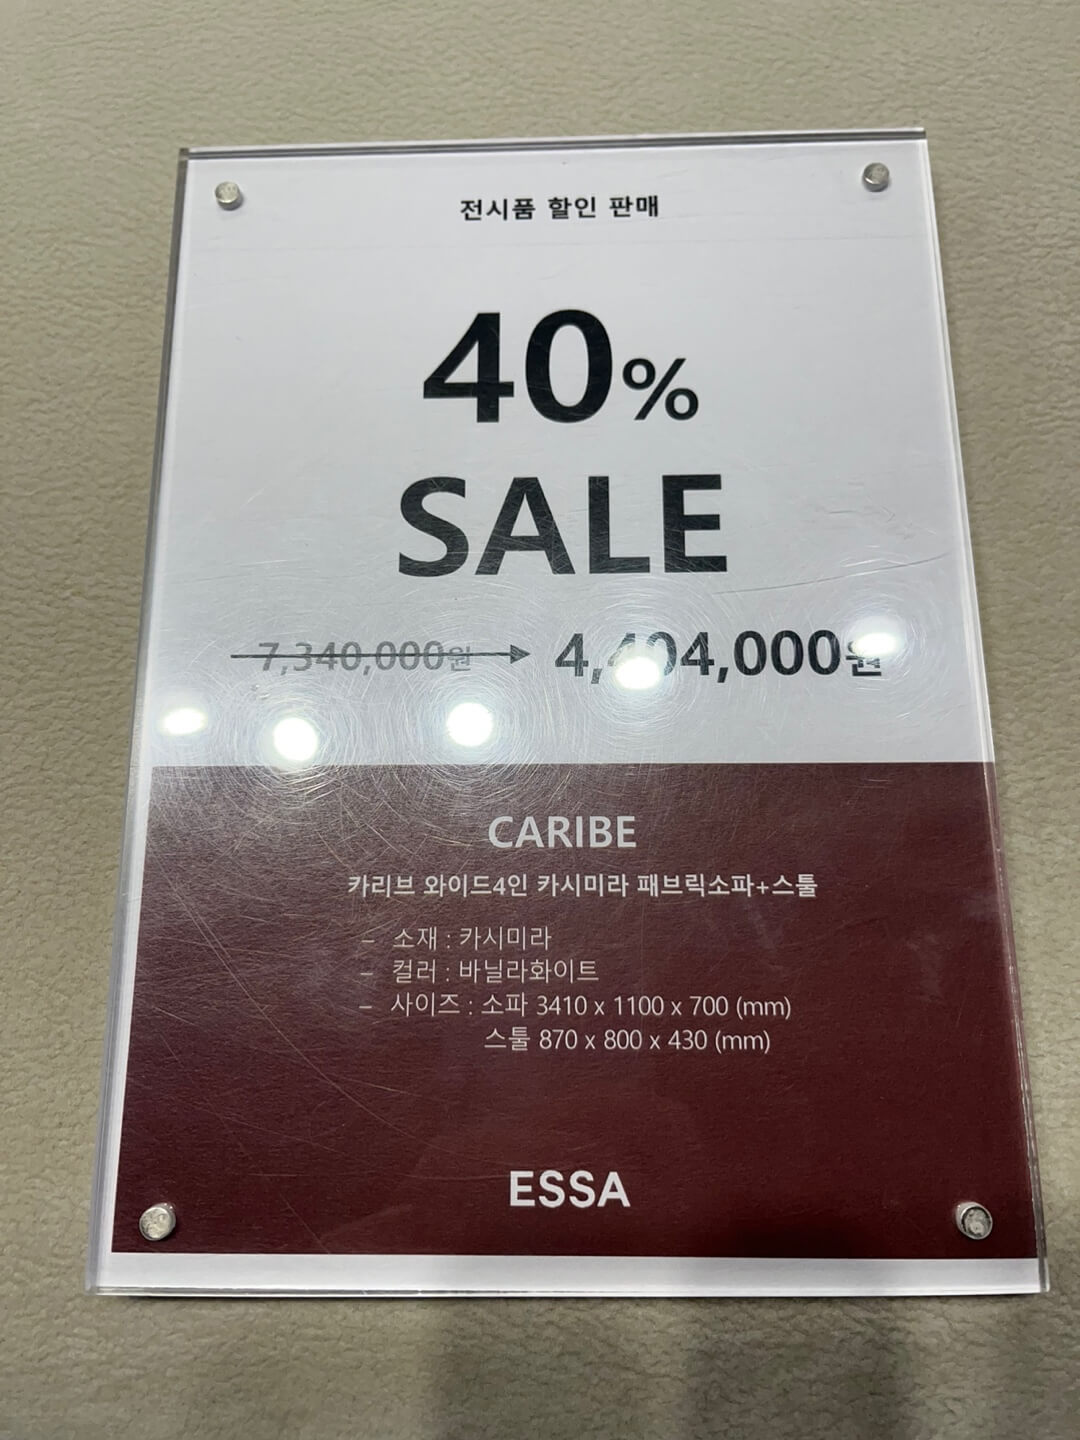 전시품 할인 판매
40%
SALE
7,340,000원 4,404,000원
CARIBE
카리브 와이드4인 카시미라 패브릭소파+스툴
- 소재 : 카시미라
- 컬러 : 바닐라화이트
- 사이즈 : 소파 3410 x 1100 x 700 (mm)
스툴 870 x 800 x 430 (mm)
ESSA